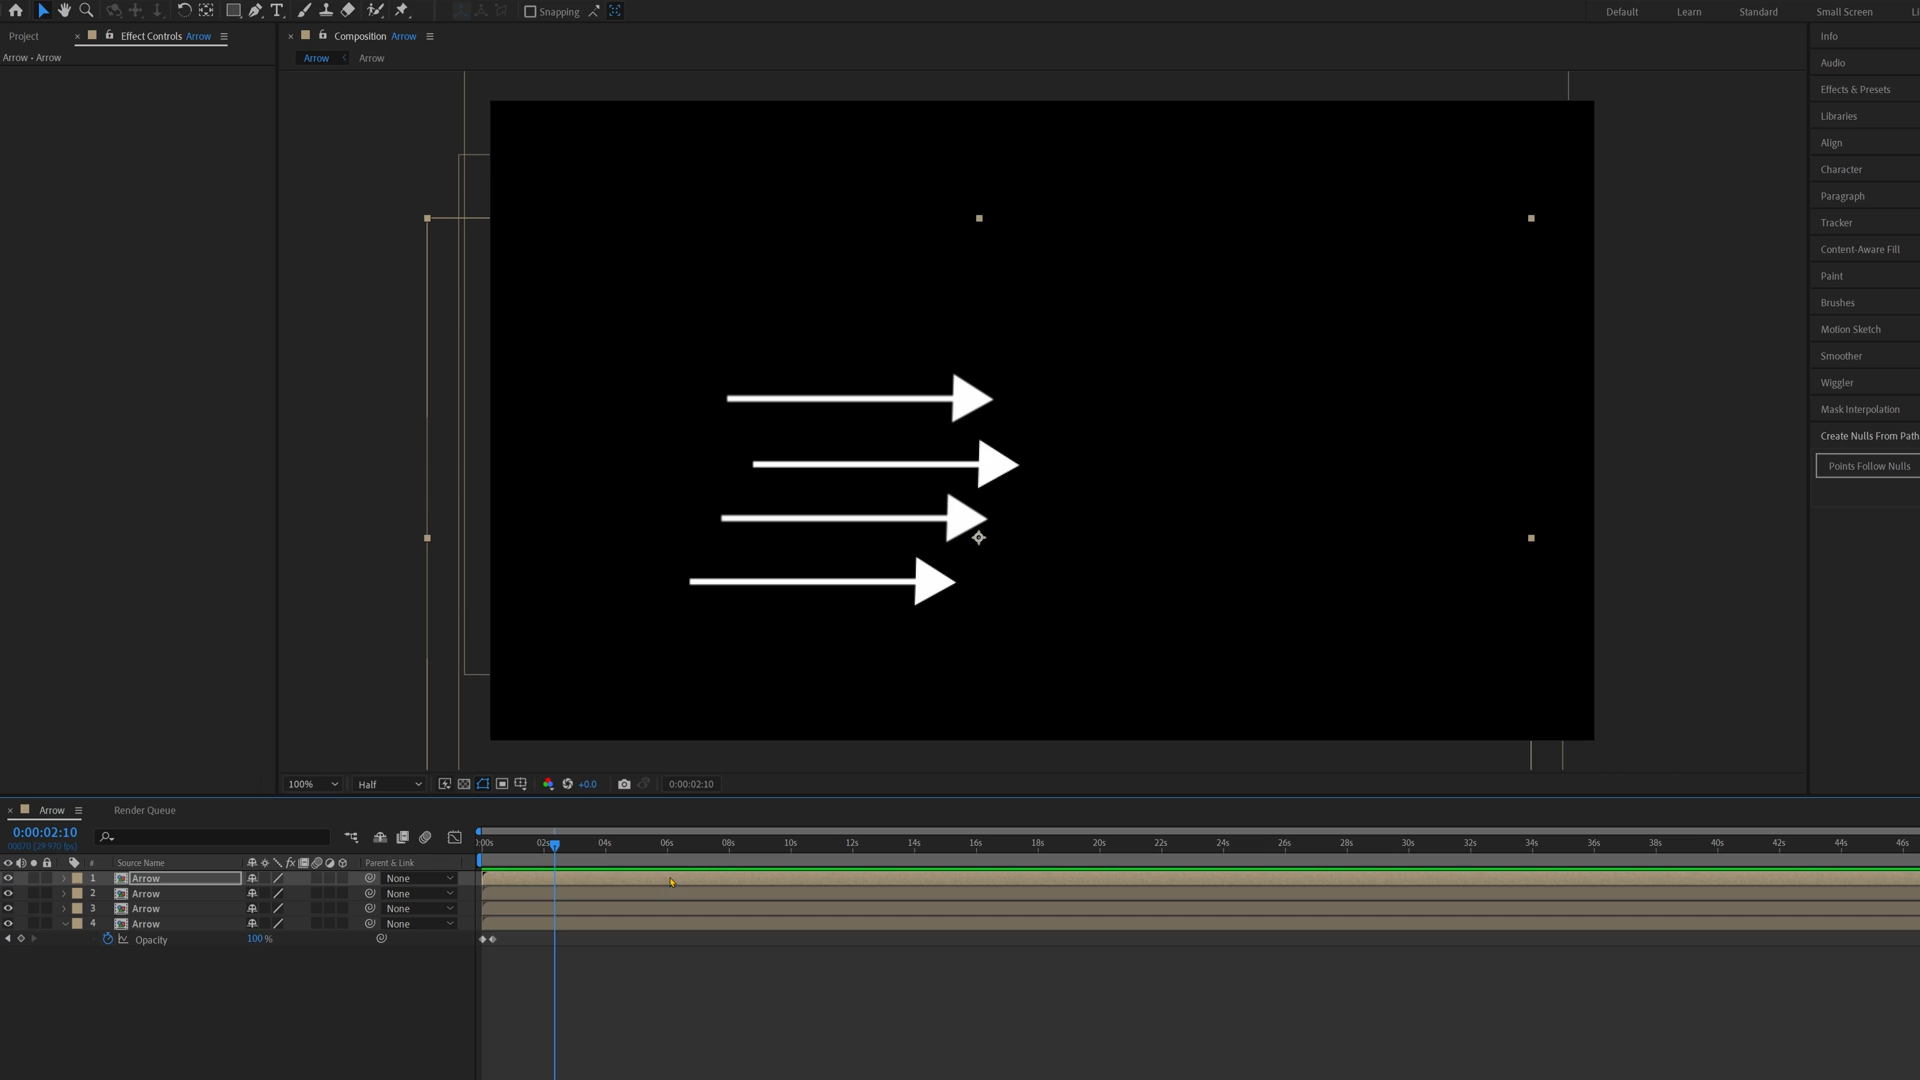 Snapping
Default Learn Standard Small Screen Li
Project
Effect Controls Arrow
Composition Arrow
Arrow • Arrow
Arrow Arrow
Info
Audio
Effects & Presets
Libraries
Align
Character
Paragraph
Tracker
Content-Aware Fill
Paint
Brushes
Motion Sketch
Smoother
Wiggler
Mask Interpolation
Create Nulls From Path
Points Follow Nulls
100% Half +0.0 0:00:02:10
Arrow Render Queue
0:00:02:10
00070 (29.970 fps)
:00s 02s 04s 06s 08s 10s 12s 14s 16s 18s 20s 22s 24s 26s 28s 30s 32s 34s 36s 38s 40s 42s 44s 46s
# Source Name fx Parent & Link
1 Arrow None
2 Arrow None
3 Arrow None
4 Arrow None
Opacity 100 %